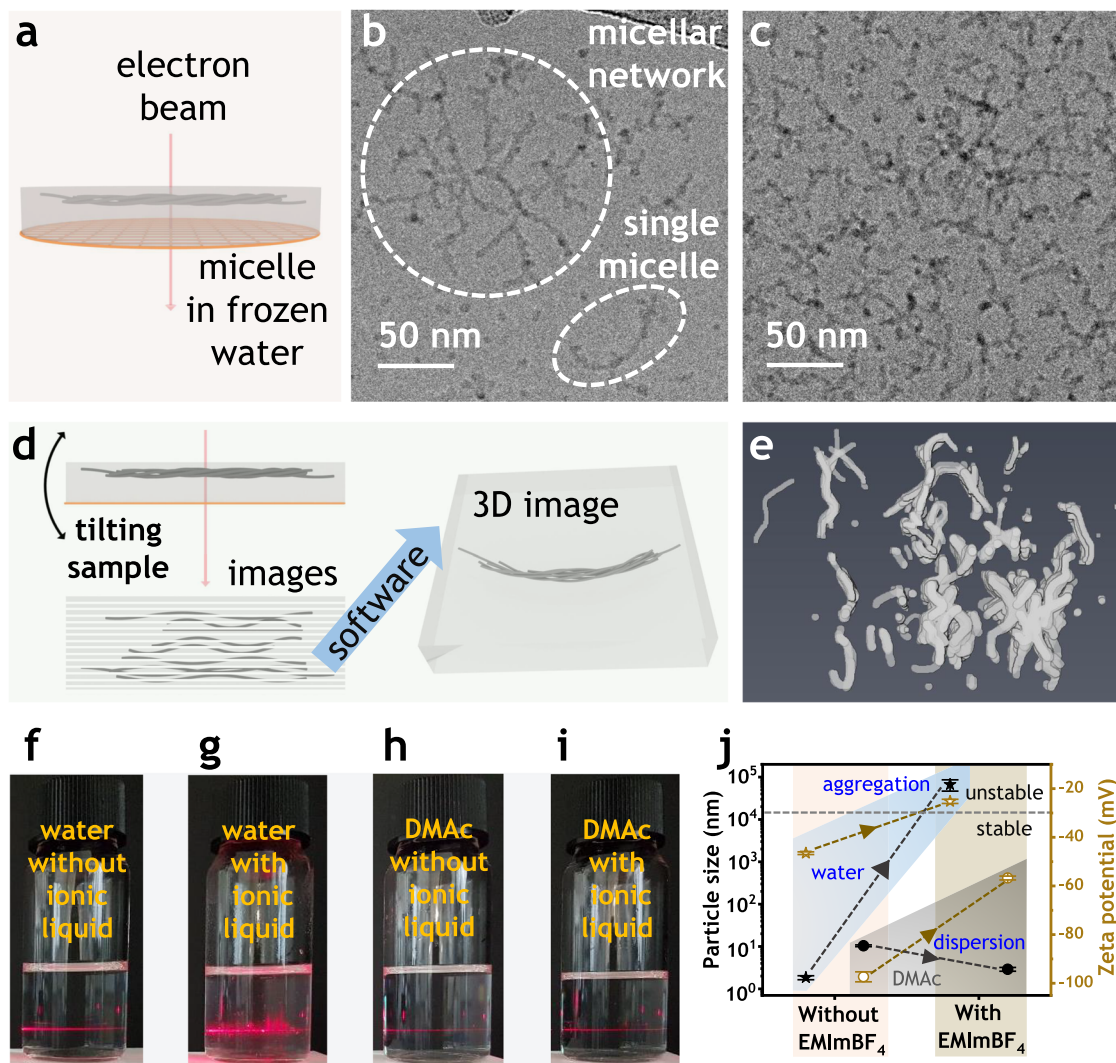 a
electron
beam
micelle
in frozen
water
b
micellar
network
single
micelle
50 nm
c
50 nm
d
tilting
sample
images
software
3D image
e
f
water
without
ionic
liquid
g
water
with
ionic
liquid
h
DMAc
without
ionic
liquid
i
DMAc
with
ionic
liquid
j
Particle size (nm)
10⁵
10⁴
10³
10²
10¹
10⁰
aggregation
unstable
stable
water
dispersion
DMAc
-20
-40
-60
-80
-100
Zeta potential (mV)
Without
EMImBF₄
With
EMImBF₄